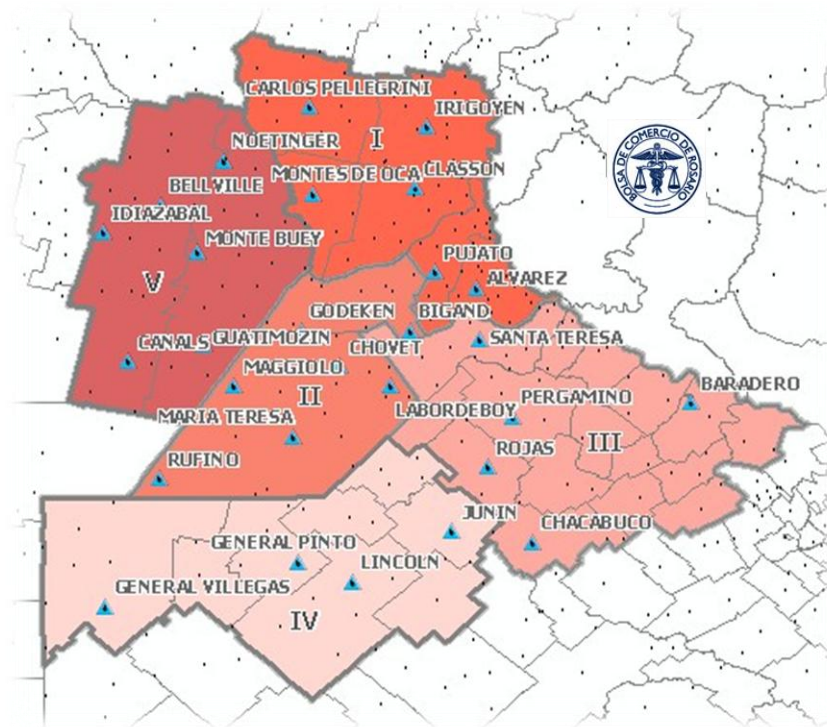 CARLOS PELLEGRINI
IRIGOYEN
NOETINGER
I
BELLVILLE
MONTES DE OCA
CLASSON
BOLSA DE COMERCIO DE ROSARIO
IDIAZABAL
MONTE BUEY
PUJATO
V
ALVAREZ
GODEKEN
BIGAND
CANALS
GUATIMOZIN
CHOVET
SANTA TERESA
MAGGIOLO
BARADERO
II
MARIA TERESA
LABORDEBOY
PERGAMINO
RUFINO
ROJAS
III
JUNIN
CHACABUCO
GENERAL PINTO
LINCOLN
GENERAL VILLEGAS
IV